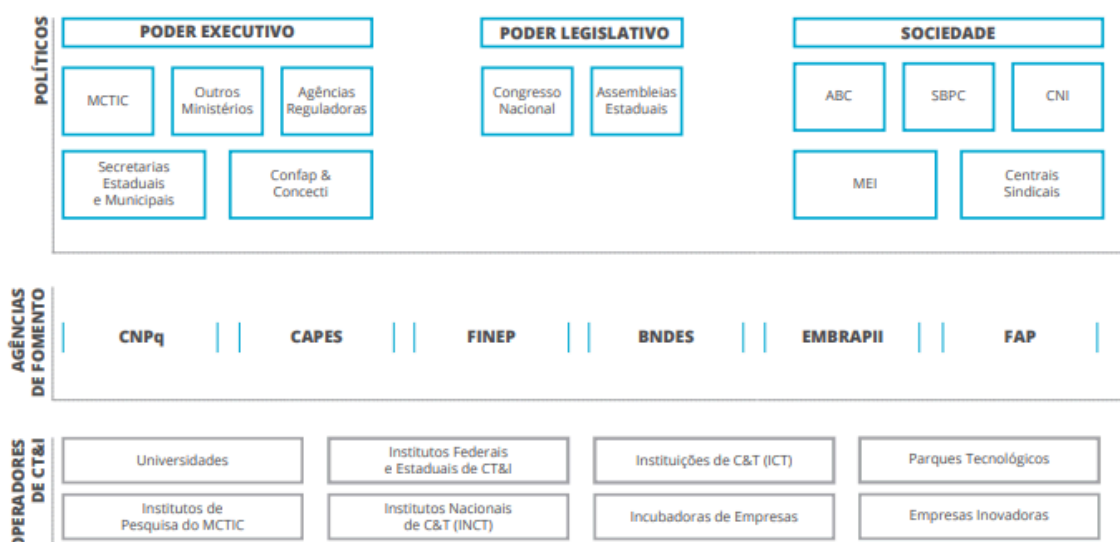 POLÍTICOS
PODER EXECUTIVO
PODER LEGISLATIVO
SOCIEDADE
MCTIC
Outros
Ministérios
Agências
Reguladoras
Congresso
Nacional
Assembleias
Estaduais
ABC
SBPC
CNI
Secretarias
Estaduais
e Municipais
Confap &
Concecti
MEI
Centrais
Sindicais
AGÊNCIAS
DE FOMENTO
CNPq
CAPES
FINEP
BNDES
EMBRAPII
FAP
OPERADORES
DE CT&I
Universidades
Institutos Federais
e Estaduais de CT&I
Instituições de C&T (ICT)
Parques Tecnológicos
Institutos de
Pesquisa do MCTIC
Institutos Nacionais
de C&T (INCT)
Incubadoras de Empresas
Empresas Inovadoras